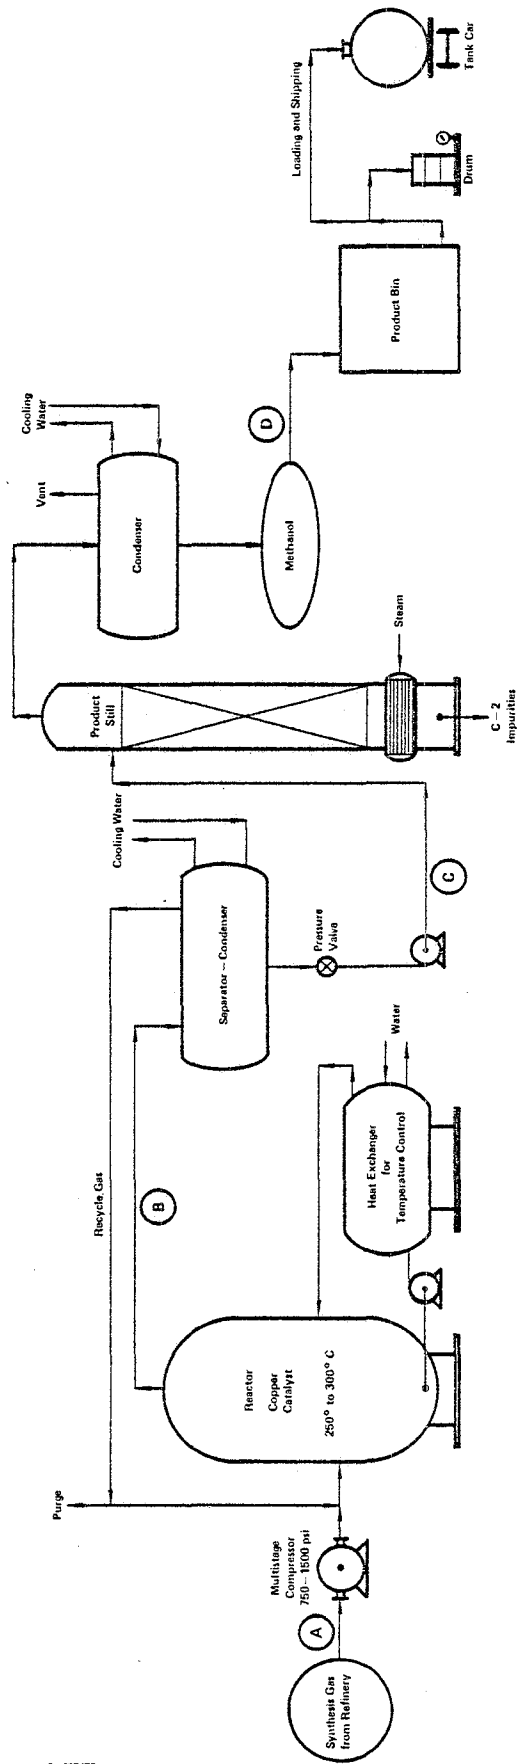 Synthesis Gas
from Refinery
A
Multistage
Compressor
750 – 1500 psi
Purge
Recycle Gas
B
Reactor
Copper
Catalyst
250° to 300° C
Heat Exchanger
for
Temperature Control
Water
Separator – Condenser
Cooling Water
Pressure
Valve
C
Product
Still
Steam
C – 2
Impurities
Condenser
Vent
Cooling
Water
Methanol
D
Product Bin
Loading and Shipping
Drum
Tank Car